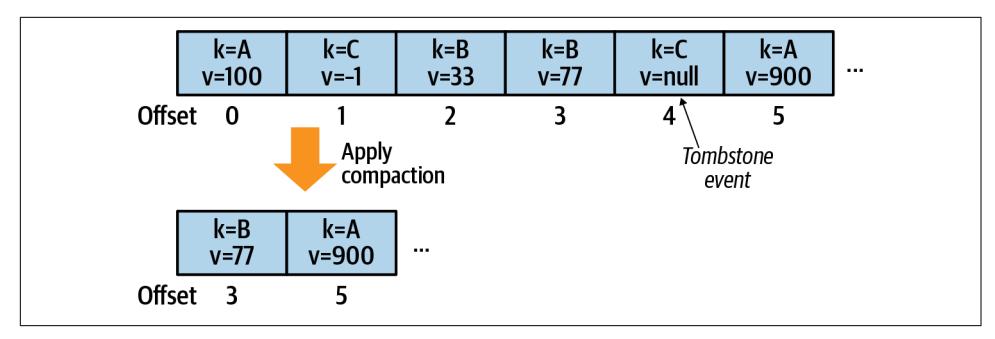 k=A k=C k=B k=B k=C k=A
v=100 v=-1 v=33 v=77 v=null v=900 ...
Offset 0 1 2 3 4 5
Apply
compaction
Tombstone
event
k=B k=A
v=77 v=900 ...
Offset 3 5